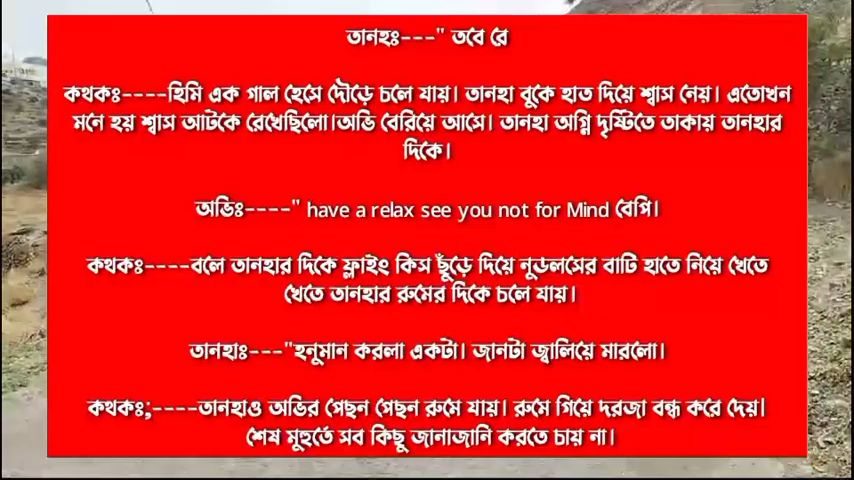 তানহঃ---" তবে রে
কথকঃ----হিমি এক গাল হেসে দৌড়ে চলে যায়। তানহা বুকে হাত দিয়ে শ্বাস নেয়। এতোখন
মনে হয় শ্বাস আটকে রেখেছিলো।অভি বেরিয়ে আসে। তানহা অগ্নি দৃষ্টিতে তাকায় তানহার
দিকে।
অভিঃ----" have a relax see you not for Mind বেপি।
কথকঃ----বলে তানহার দিকে ফ্লাইং কিস ছুঁড়ে দিয়ে নুডলসের বাটি হাতে নিয়ে খেতে
খেতে তানহার রুমের দিকে চলে যায়।
তানহাঃ---"হনুমান করলা একটা। জানটা জ্বালিয়ে মারলো।
কথকঃ;----তানহাও অভির পেছন পেছন রুমে যায়। রুমে গিয়ে দরজা বন্ধ করে দেয়|
শেষ মূহুর্তে সব কিছু জানাজানি করতে চায় না।